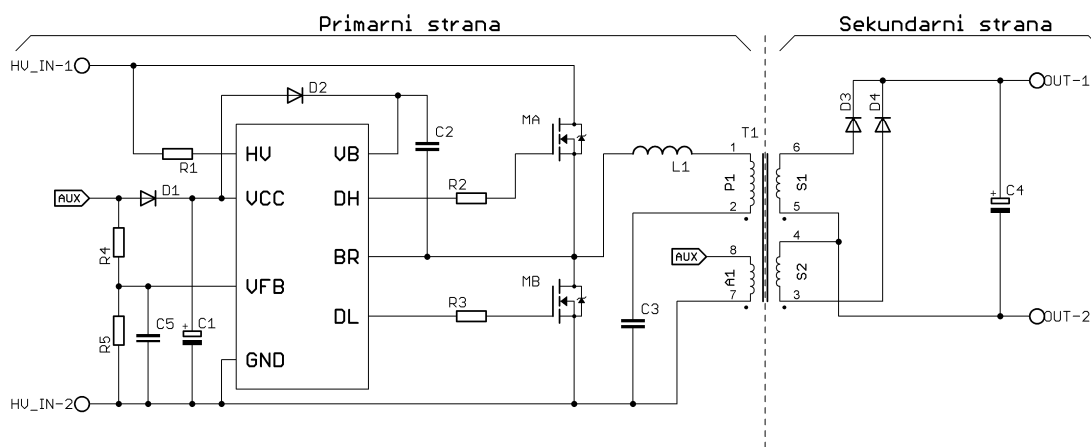 Primarni strana
Sekundarni strana
HV_IN-1
OUT-1
D2
D3
D4
MA
T1
C2
HV
VB
R1
L1
1
6
P1
S1
AUX
D1
VCC
DH
R2
C4
+
2
5
R4
BR
AUX
8
4
A1
S2
MB
VFB
7
3
R3
C3
DL
OUT-2
R5
C5
+
C1
GND
HV_IN-2